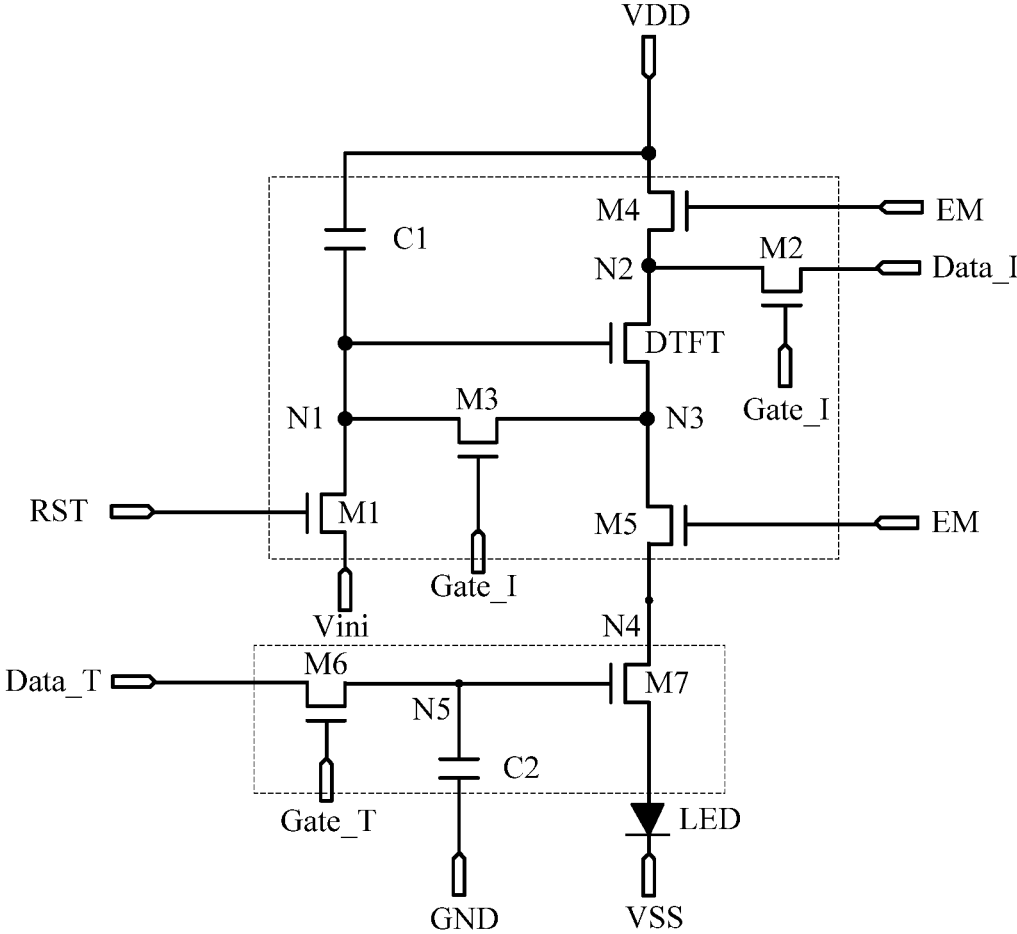 VDD
M4
EM
C1
M2
N2
Data_I
DTFT
M3
Gate_I
N1
N3
RST
M1
M5
EM
Gate_I
Vini
N4
M6
Data_T
M7
N5
C2
Gate_T
LED
GND
VSS